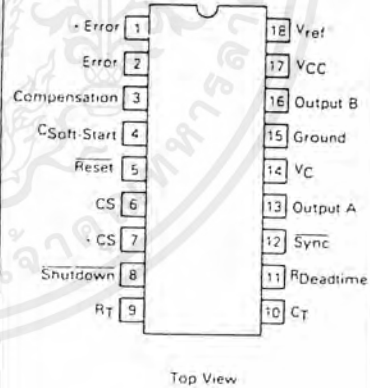 + Error 1
Error 2
Compensation 3
CSoft-Start 4
Reset 5
CS 6
+ CS 7
Shutdown 8
RT 9
18 Vref
17 VCC
16 Output B
15 Ground
14 VC
13 Output A
12 Sync
11 RDeadtime
10 CT
Top View